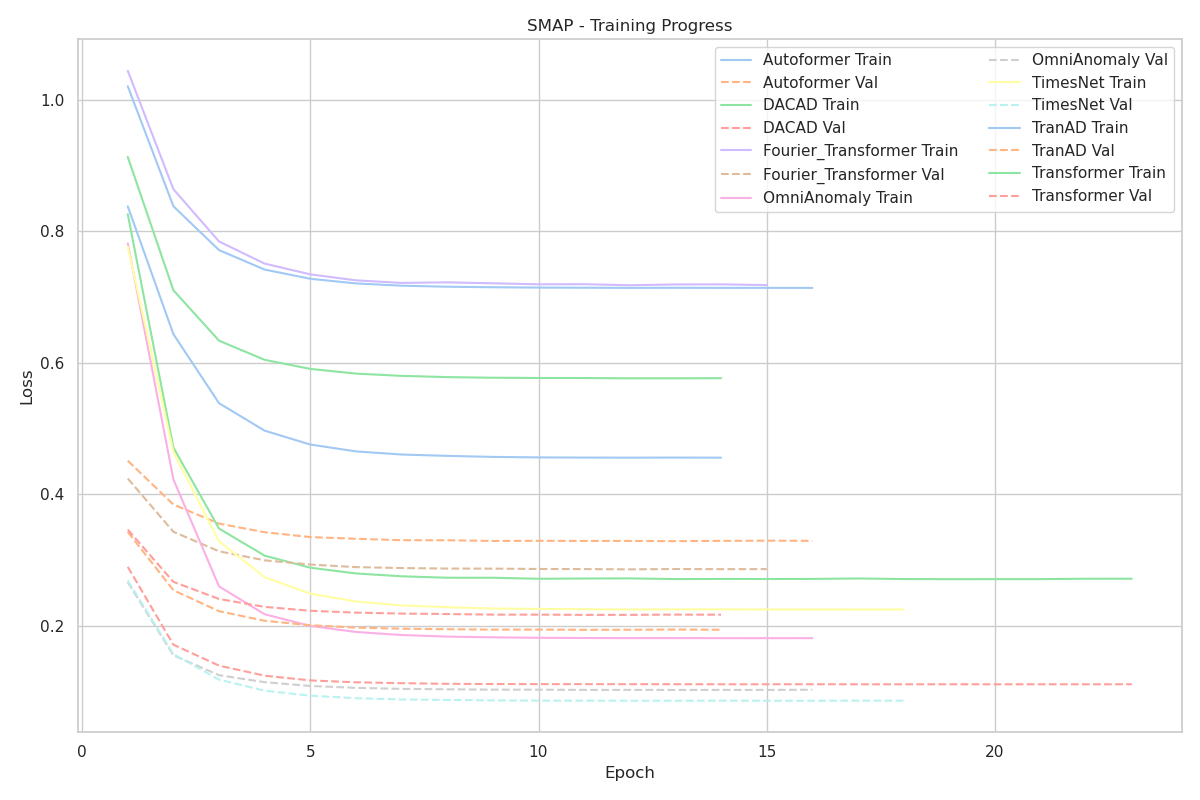 SMAP - Training Progress
Autoformer Train
Autoformer Val
DACAD Train
DACAD Val
Fourier_Transformer Train
Fourier_Transformer Val
OmniAnomaly Train
OmniAnomaly Val
TimesNet Train
TimesNet Val
TranAD Train
TranAD Val
Transformer Train
Transformer Val
Loss
1.0
0.8
0.6
0.4
0.2
0 5 10 15 20
Epoch